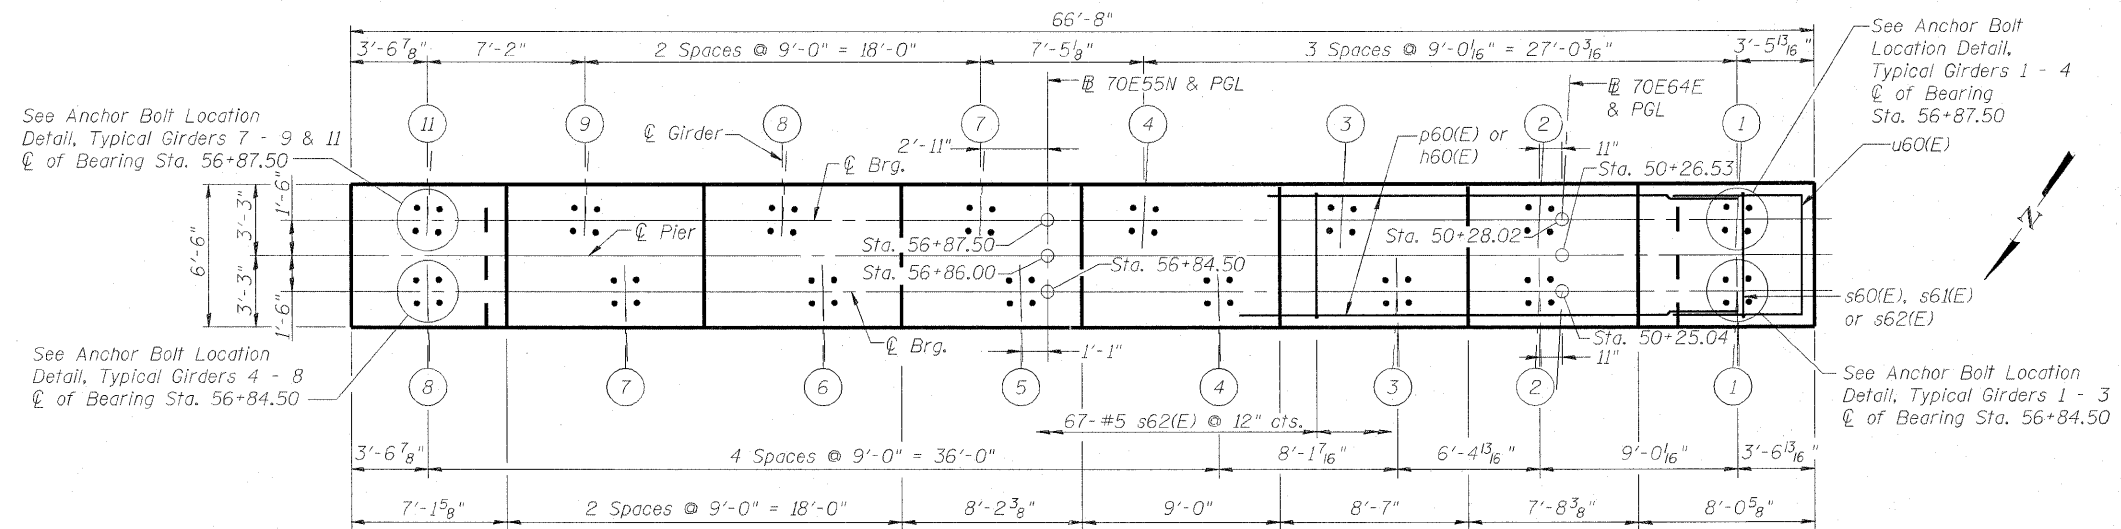 66'-8"
3'-6 7/8"
7'-2"
2 Spaces @ 9'-0" = 18'-0"
7'-5 1/8"
3 Spaces @ 9'-0 1/16" = 27'-0 3/16"
3'-5 13/16"
See Anchor Bolt
Location Detail,
Typical Girders 1 - 4
℄ of Bearing
Sta. 56+87.50
u60(E)
See Anchor Bolt Location
Detail, Typical Girders 7 - 9 & 11
℄ of Bearing Sta. 56+87.50
11
9
℄ Girder
8
7
2'-11"
℄ Brg.
BL 70E55N & PGL
4
3
p60(E) or
h60(E)
2
BL 70E64E
& PGL
11"
1
Sta. 50+26.53
6'-6"
3'-3"
3'-3"
1'-6"
1'-6"
℄ Pier
Sta. 56+87.50
Sta. 56+86.00
Sta. 56+84.50
Sta. 50+28.02
N
s60(E), s61(E)
or s62(E)
Sta. 50+25.04
11"
See Anchor Bolt Location
Detail, Typical Girders 4 - 8
℄ of Bearing Sta. 56+84.50
℄ Brg.
1'-1"
8
7
6
5
4
3
2
1
See Anchor Bolt Location
Detail, Typical Girders 1 - 3
℄ of Bearing Sta. 56+84.50
67-#5 s62(E) @ 12" cts.
3'-6 7/8"
4 Spaces @ 9'-0" = 36'-0"
8'-1 7/16"
6'-4 13/16"
9'-0 1/16"
3'-6 13/16"
7'-1 5/8"
2 Spaces @ 9'-0" = 18'-0"
8'-2 3/8"
9'-0"
8'-7"
7'-8 3/8"
8'-0 5/8"